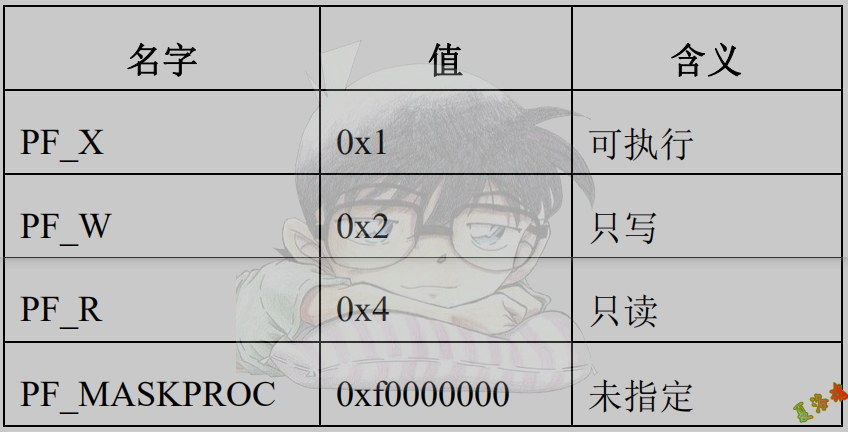 名字 值 含义
PF_X 0x1 可执行
PF_W 0x2 只写
PF_R 0x4 只读
PF_MASKPROC 0xf0000000 未指定